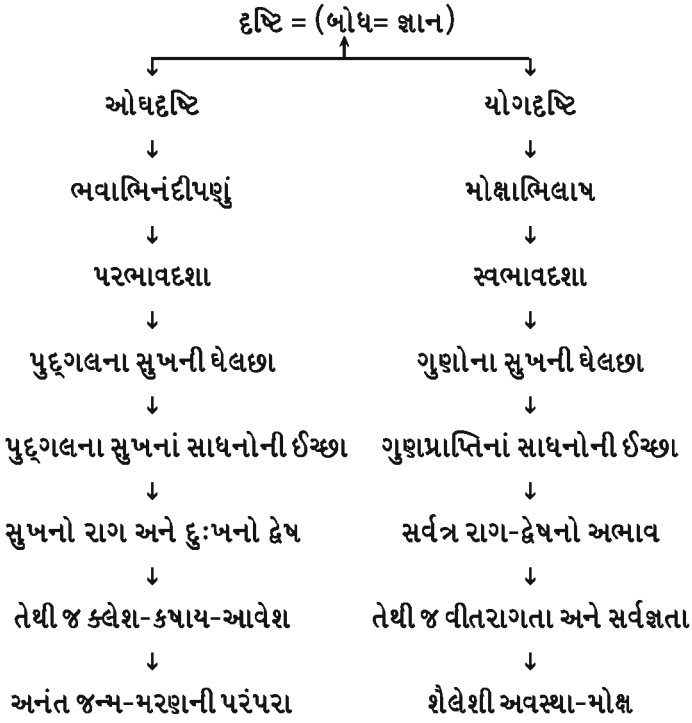 દૃષ્ટિ = (બોધ= જ્ઞાન)
ઓઘદૃષ્ટિ
યોગદૃષ્ટિ
↓
↓
ભવાભિનંદીપણું
મોક્ષાભિલાષ
↓
↓
પરભાવદશા
સ્વભાવદશા
↓
↓
પુદ્ગલના સુખની ઘેલછા
ગુણોના સુખની ઘેલછા
↓
↓
પુદ્ગલના સુખનાં સાધનોની ઈચ્છા
ગુણપ્રાપ્તિનાં સાધનોની ઈચ્છા
↓
↓
સુખનો રાગ અને દુઃખનો દ્વેષ
સર્વત્ર રાગ-દ્વેષનો અભાવ
↓
↓
તેથી જ ક્લેશ-કષાય-આવેશ
તેથી જ વીતરાગતા અને સર્વજ્ઞતા
↓
↓
અનંત જન્મ-મરણની પરંપરા
શૈલેશી અવસ્થા-મોક્ષ